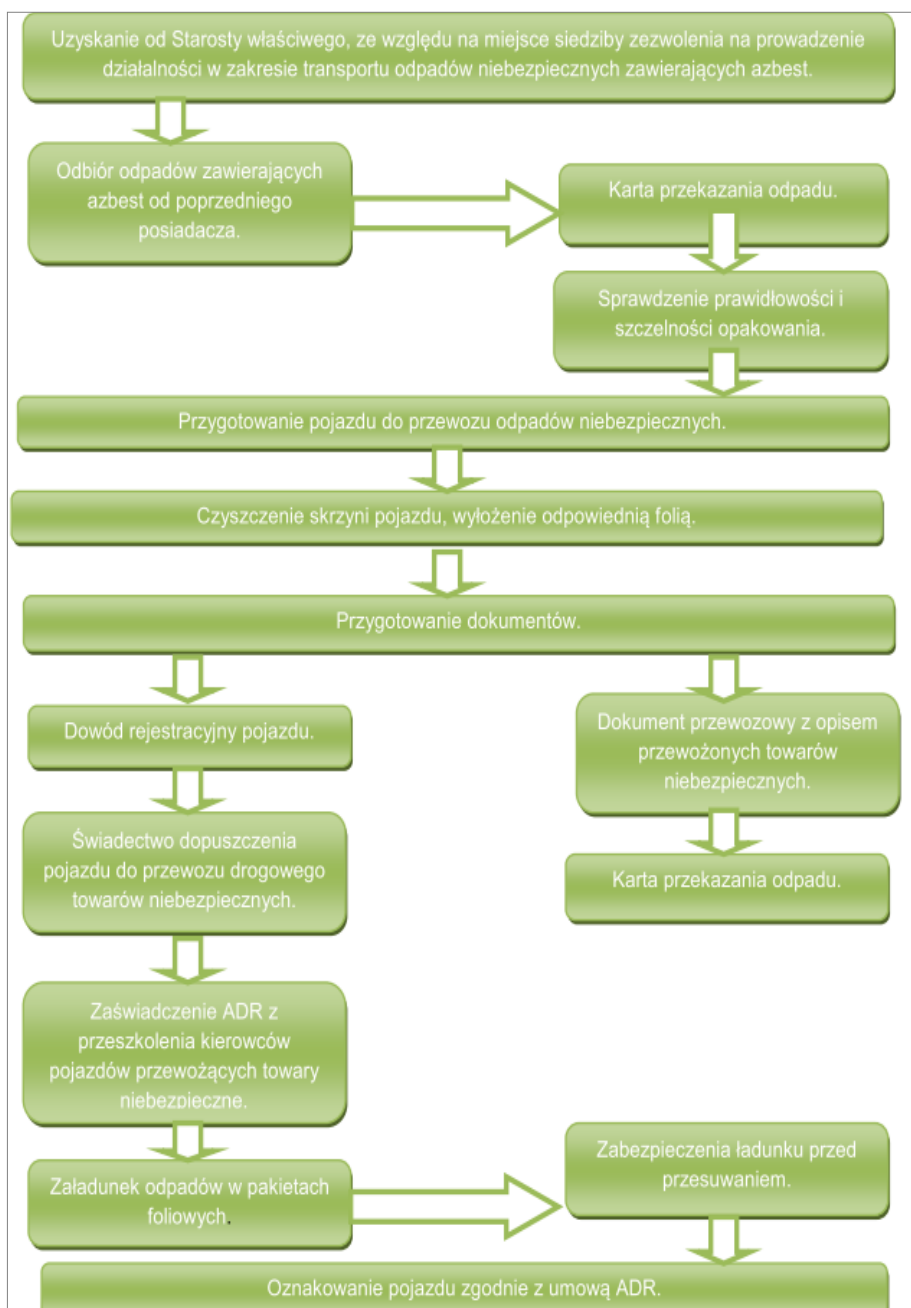 Uzyskanie od Starosty właściwego, ze względu na miejsce siedziby zezwolenia na prowadzenie
działalności w zakresie transportu odpadów niebezpiecznych zawierających azbest.
Odbiór odpadów zawierających
azbest od poprzedniego
posiadacza.
Karta przekazania odpadu.
Sprawdzenie prawidłowości i
szczelności opakowania.
Przygotowanie pojazdu do przewozu odpadów niebezpiecznych.
Czyszczenie skrzyni pojazdu, wyłożenie odpowiednią folią.
Przygotowanie dokumentów.
Dowód rejestracyjny pojazdu.
Świadectwo dopuszczenia
pojazdu do przewozu drogowego
towarów niebezpiecznych.
Zaświadczenie ADR z
przeszkolenia kierowców
pojazdów przewożących towary
niebezpieczne.
Dokument przewozowy z opisem
przewożonych towarów
niebezpiecznych.
Karta przekazania odpadu.
Załadunek odpadów w pakietach
foliowych.
Zabezpieczenia ładunku przed
przesuwaniem.
Oznakowanie pojazdu zgodnie z umową ADR.